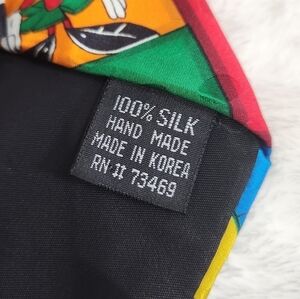 100% SILK
HAND MADE
MADE IN KOREA
RN # 73469